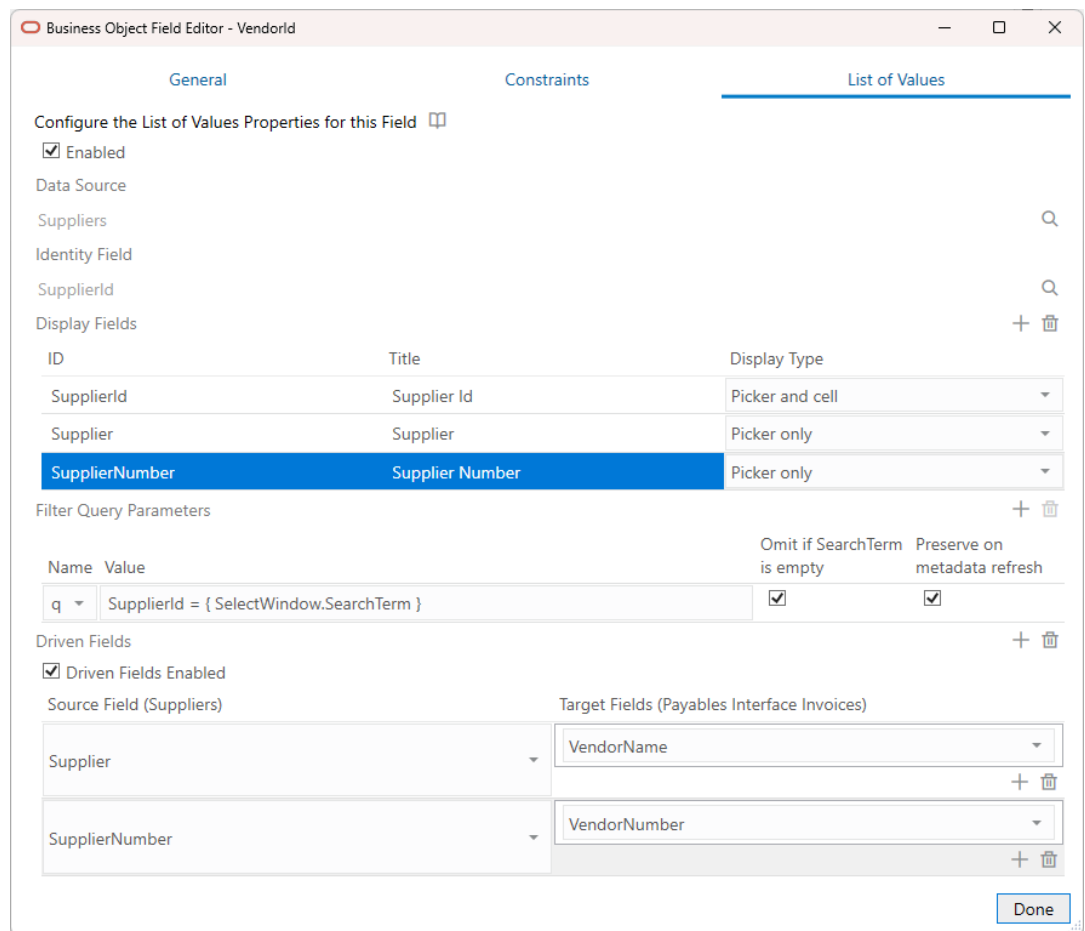 Business Object Field Editor - VendorId
General Constraints List of Values
Configure the List of Values Properties for this Field
Enabled
Data Source
Suppliers
Identity Field
SupplierId
Display Fields
ID Title Display Type
SupplierId Supplier Id Picker and cell
Supplier Supplier Picker only
SupplierNumber Supplier Number Picker only
Filter Query Parameters
Omit if SearchTerm Preserve on
Name Value is empty metadata refresh
q SupplierId = { SelectWindow.SearchTerm }
Driven Fields
Driven Fields Enabled
Source Field (Suppliers) Target Fields (Payables Interface Invoices)
Supplier VendorName
SupplierNumber VendorNumber
Done